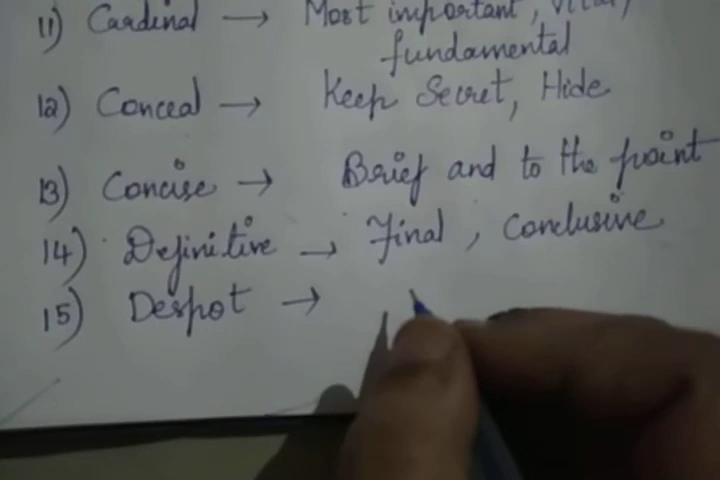 11) Cardinal → Most important, Vital,
fundamental
12) Conceal → Keep Secret, Hide
13) Concise → Brief and to the point
14) Definitive → Final, Conclusive
15) Despot →